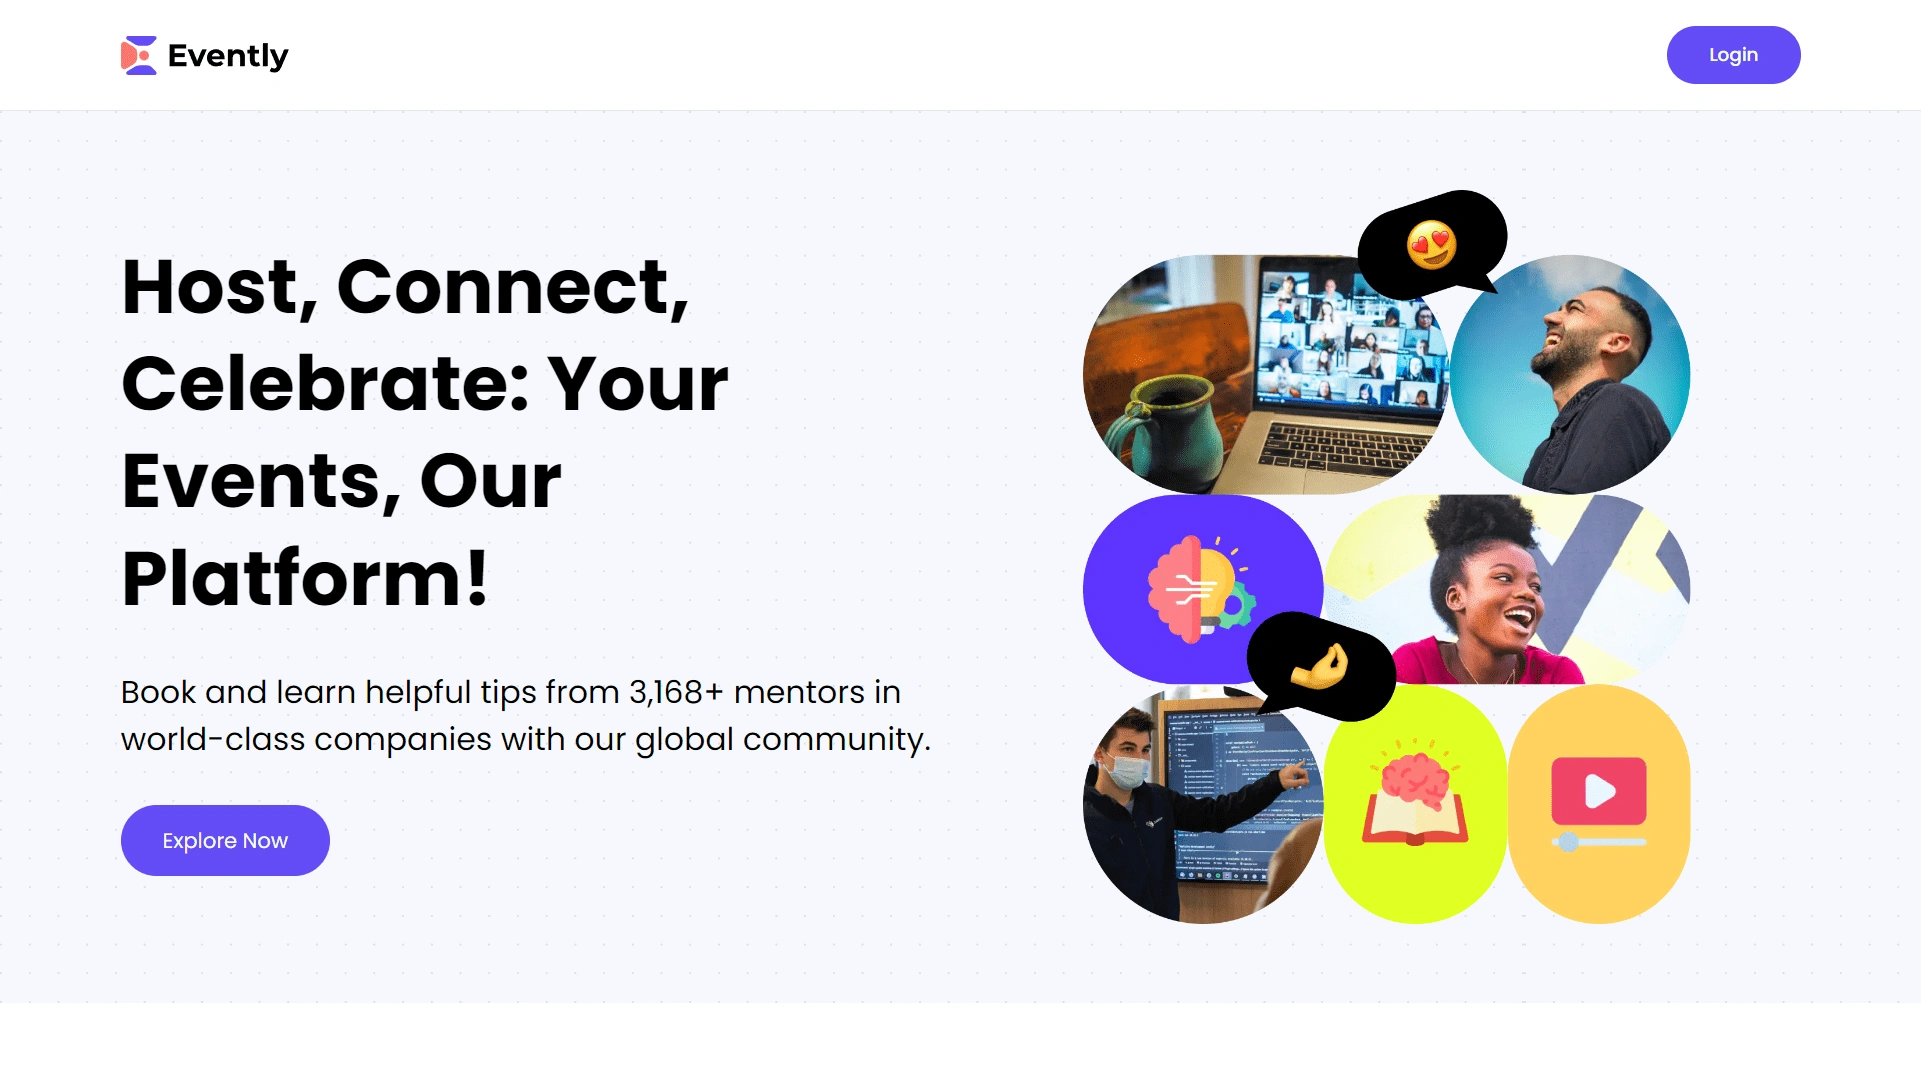 Evently
Login
Host, Connect,
Celebrate: Your
Events, Our
Platform!
Book and learn helpful tips from 3,168+ mentors in
world-class companies with our global community.
Explore Now